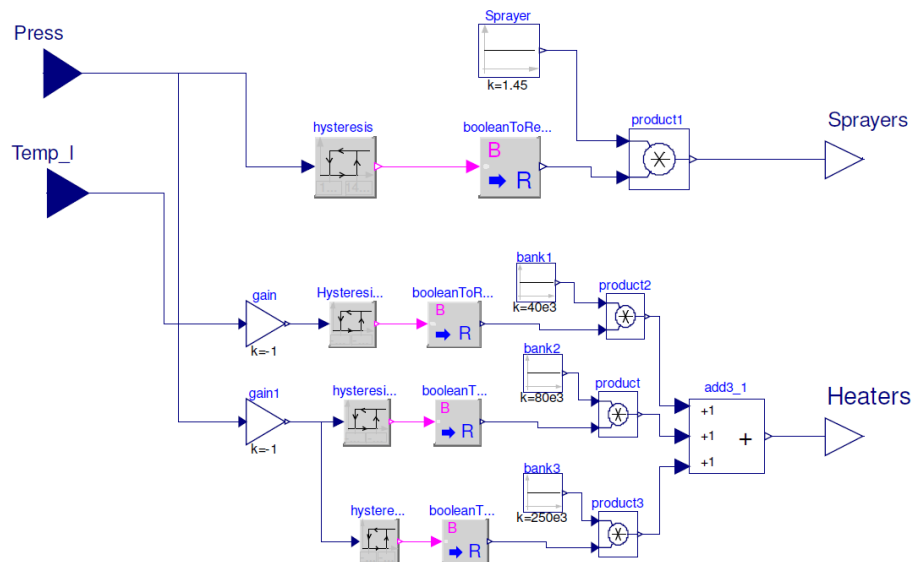 Press
Sprayer
k=1.45
hysteresis
booleanToRe...
B
R
product1
Sprayers
Temp_I
gain
k=-1
Hysteresi...
booleanToR...
B
R
bank1
k=40e3
product2
gain1
k=-1
hysteresi...
booleanT...
B
R
bank2
k=80e3
product
add3_1
+1
+1
+1
+
Heaters
hystere...
booleanT...
B
R
bank3
k=250e3
product3